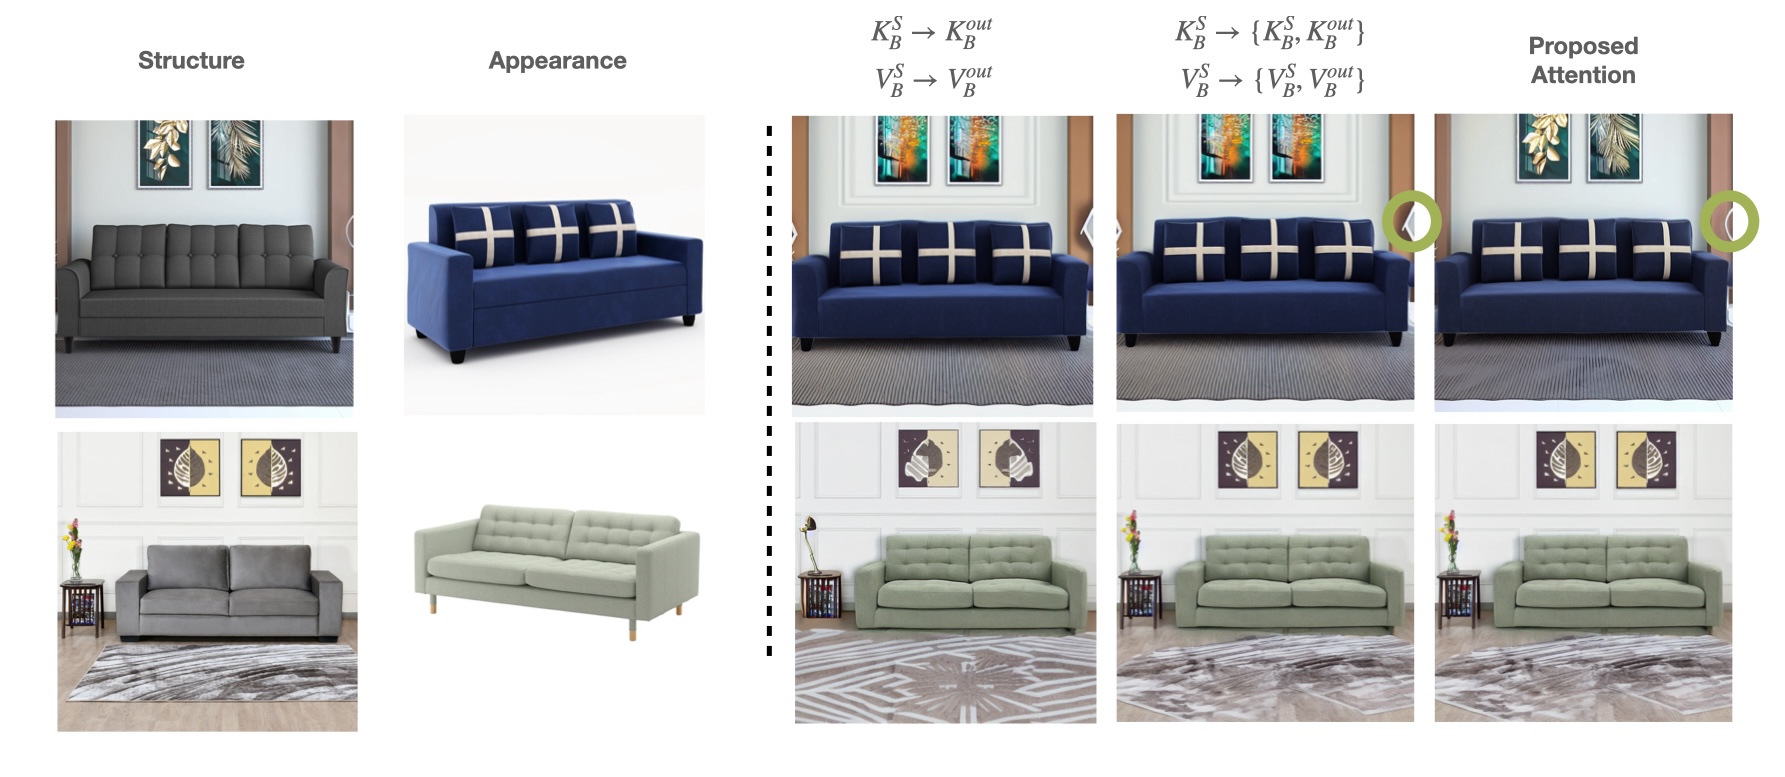 Structure
Appearance
K_B^S → K_B^{out}
V_B^S → V_B^{out}
K_B^S → {K_B^S, K_B^{out}}
V_B^S → {V_B^S, V_B^{out}}
Proposed
Attention